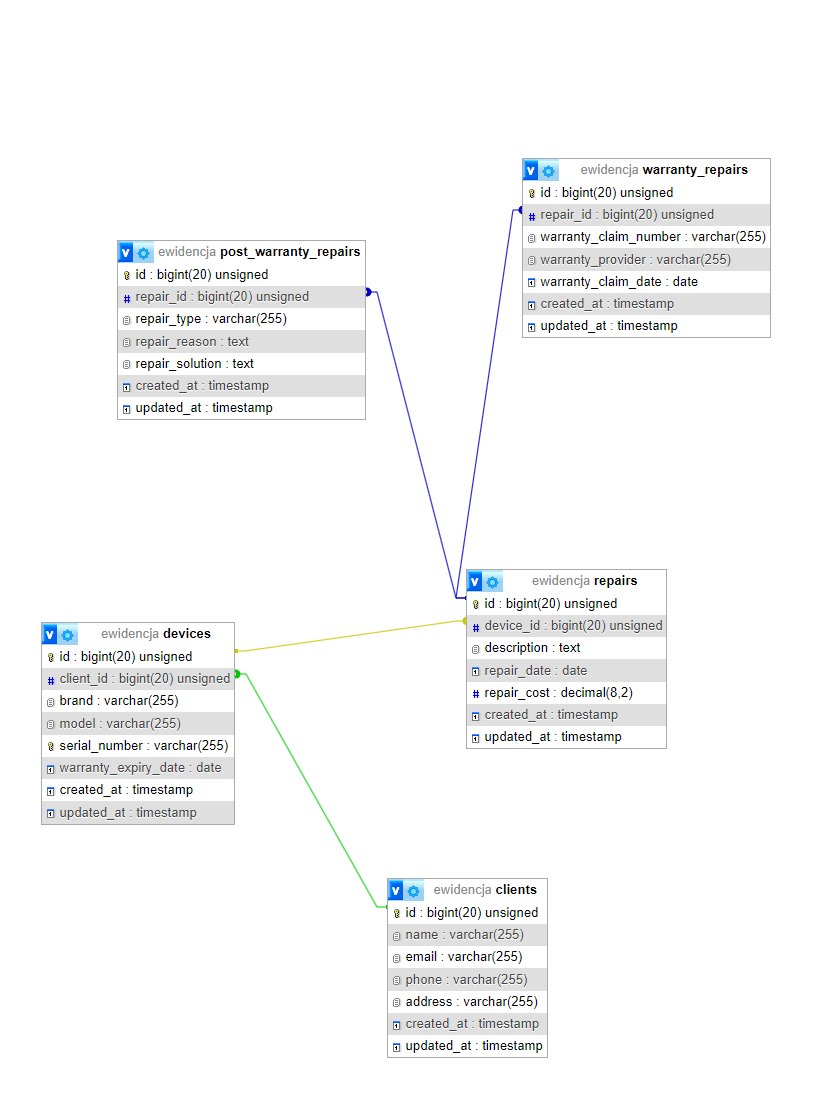 v ewidencja warranty_repairs
id : bigint(20) unsigned
# repair_id : bigint(20) unsigned
warranty_claim_number : varchar(255)
warranty_provider : varchar(255)
warranty_claim_date : date
created_at : timestamp
updated_at : timestamp
v ewidencja post_warranty_repairs
id : bigint(20) unsigned
# repair_id : bigint(20) unsigned
repair_type : varchar(255)
repair_reason : text
repair_solution : text
created_at : timestamp
updated_at : timestamp
v ewidencja repairs
id : bigint(20) unsigned
# device_id : bigint(20) unsigned
description : text
repair_date : date
# repair_cost : decimal(8,2)
created_at : timestamp
updated_at : timestamp
v ewidencja devices
id : bigint(20) unsigned
# client_id : bigint(20) unsigned
brand : varchar(255)
model : varchar(255)
serial_number : varchar(255)
warranty_expiry_date : date
created_at : timestamp
updated_at : timestamp
v ewidencja clients
id : bigint(20) unsigned
name : varchar(255)
email : varchar(255)
phone : varchar(255)
address : varchar(255)
created_at : timestamp
updated_at : timestamp